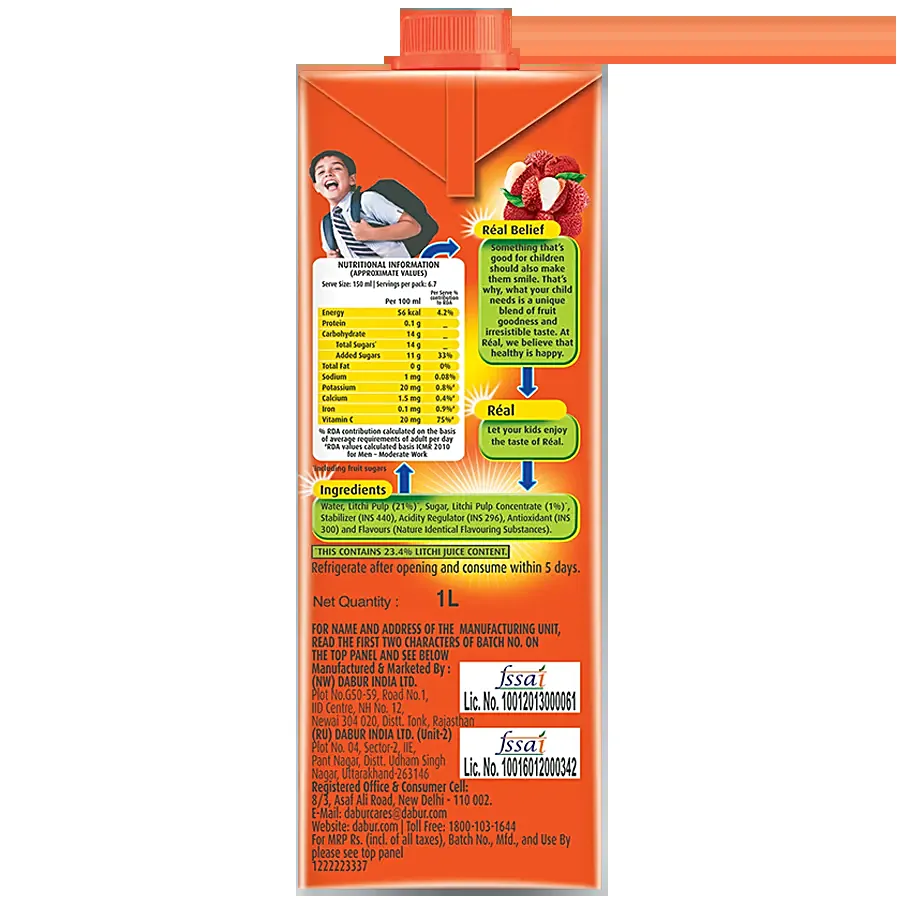 Réal Belief
Something that's
good for children
should also make
them smile. That's
why, what your child
needs is a unique
blend of fruit
goodness and
irresistible taste. At
Réal, we believe that
healthy is happy.
NUTRITIONAL INFORMATION
(APPROXIMATE VALUES)
Serve Size: 150 ml | Servings per pack: 6.7
Per 100 ml Per Serve % contribution to RDA
Energy 56 kcal 4.2%
Protein 0.1 g _
Carbohydrate 14 g _
Total Sugars* 14 g _
Added Sugars 11 g 33%
Total Fat 0 g 0%
Sodium 1 mg 0.08%
Potassium 20 mg 0.8%#
Calcium 1.5 mg 0.4%#
Iron 0.1 mg 0.9%#
Vitamin C 20 mg 75%#
% RDA contribution calculated on the basis
of average requirements of adult per day
#RDA values calculated basis ICMR 2010
for Men – Moderate Work
*including fruit sugars
Réal
Let your kids enjoy
the taste of Réal.
Ingredients
Water, Litchi Pulp (21%)*, Sugar, Litchi Pulp Concentrate (1%)*,
Stabilizer (INS 440), Acidity Regulator (INS 296), Antioxidant (INS
300) and Flavours (Nature Identical Flavouring Substances).
*THIS CONTAINS 23.4% LITCHI JUICE CONTENT.
Refrigerate after opening and consume within 5 days.
Net Quantity : 1L
FOR NAME AND ADDRESS OF THE MANUFACTURING UNIT,
READ THE FIRST TWO CHARACTERS OF BATCH NO. ON
THE TOP PANEL AND SEE BELOW
Manufactured & Marketed By :
(NW) DABUR INDIA LTD.
Plot No.G50-59, Road No.1,
IID Centre, NH No. 12,
Newai 304 020, Distt. Tonk, Rajasthan
(RU) DABUR INDIA LTD. (Unit-2)
Plot No. 04, Sector-2, IIE,
Pant Nagar, Distt. Udham Singh
Nagar, Uttarakhand-263146
fssai
Lic. No. 10012013000061
fssai
Lic. No. 10016012000342
Registered Office & Consumer Cell:
8/3, Asaf Ali Road, New Delhi - 110 002.
E-Mail: daburcares@dabur.com
Website: dabur.com | Toll Free: 1800-103-1644
For MRP Rs. (incl. of all taxes), Batch No., Mfd., and Use By
please see top panel
1222223337